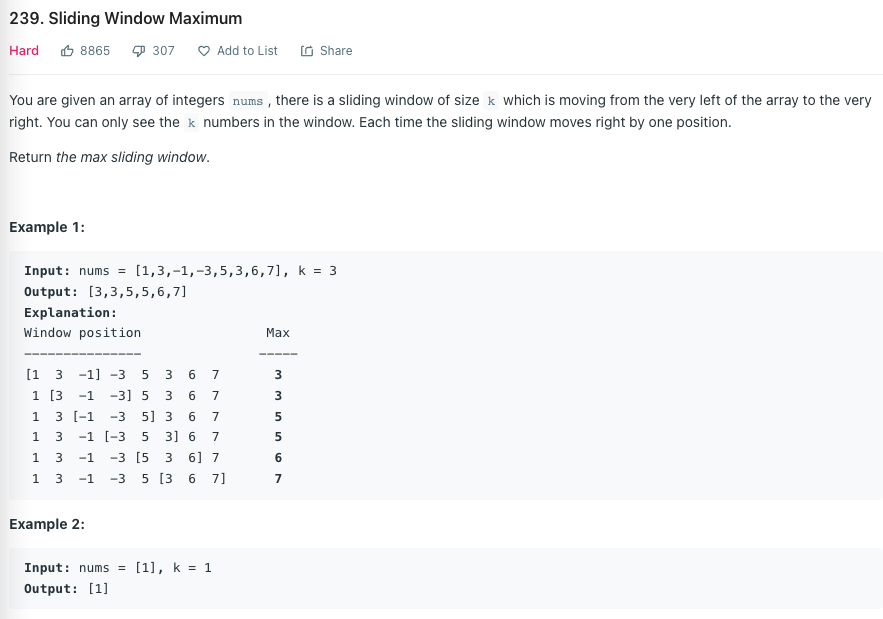 239. Sliding Window Maximum
Hard 8865 307 Add to List Share
You are given an array of integers nums, there is a sliding window of size k which is moving from the very left of the array to the very
right. You can only see the k numbers in the window. Each time the sliding window moves right by one position.
Return the max sliding window.
Example 1:
Input: nums = [1,3,-1,-3,5,3,6,7], k = 3
Output: [3,3,5,5,6,7]
Explanation:
Window position                Max
---------------               -----
[1  3  -1] -3  5  3  6  7       3
 1 [3  -1  -3] 5  3  6  7       3
 1  3 [-1  -3  5] 3  6  7       5
 1  3  -1 [-3  5  3] 6  7       5
 1  3  -1  -3 [5  3  6] 7       6
 1  3  -1  -3  5 [3  6  7]      7
Example 2:
Input: nums = [1], k = 1
Output: [1]